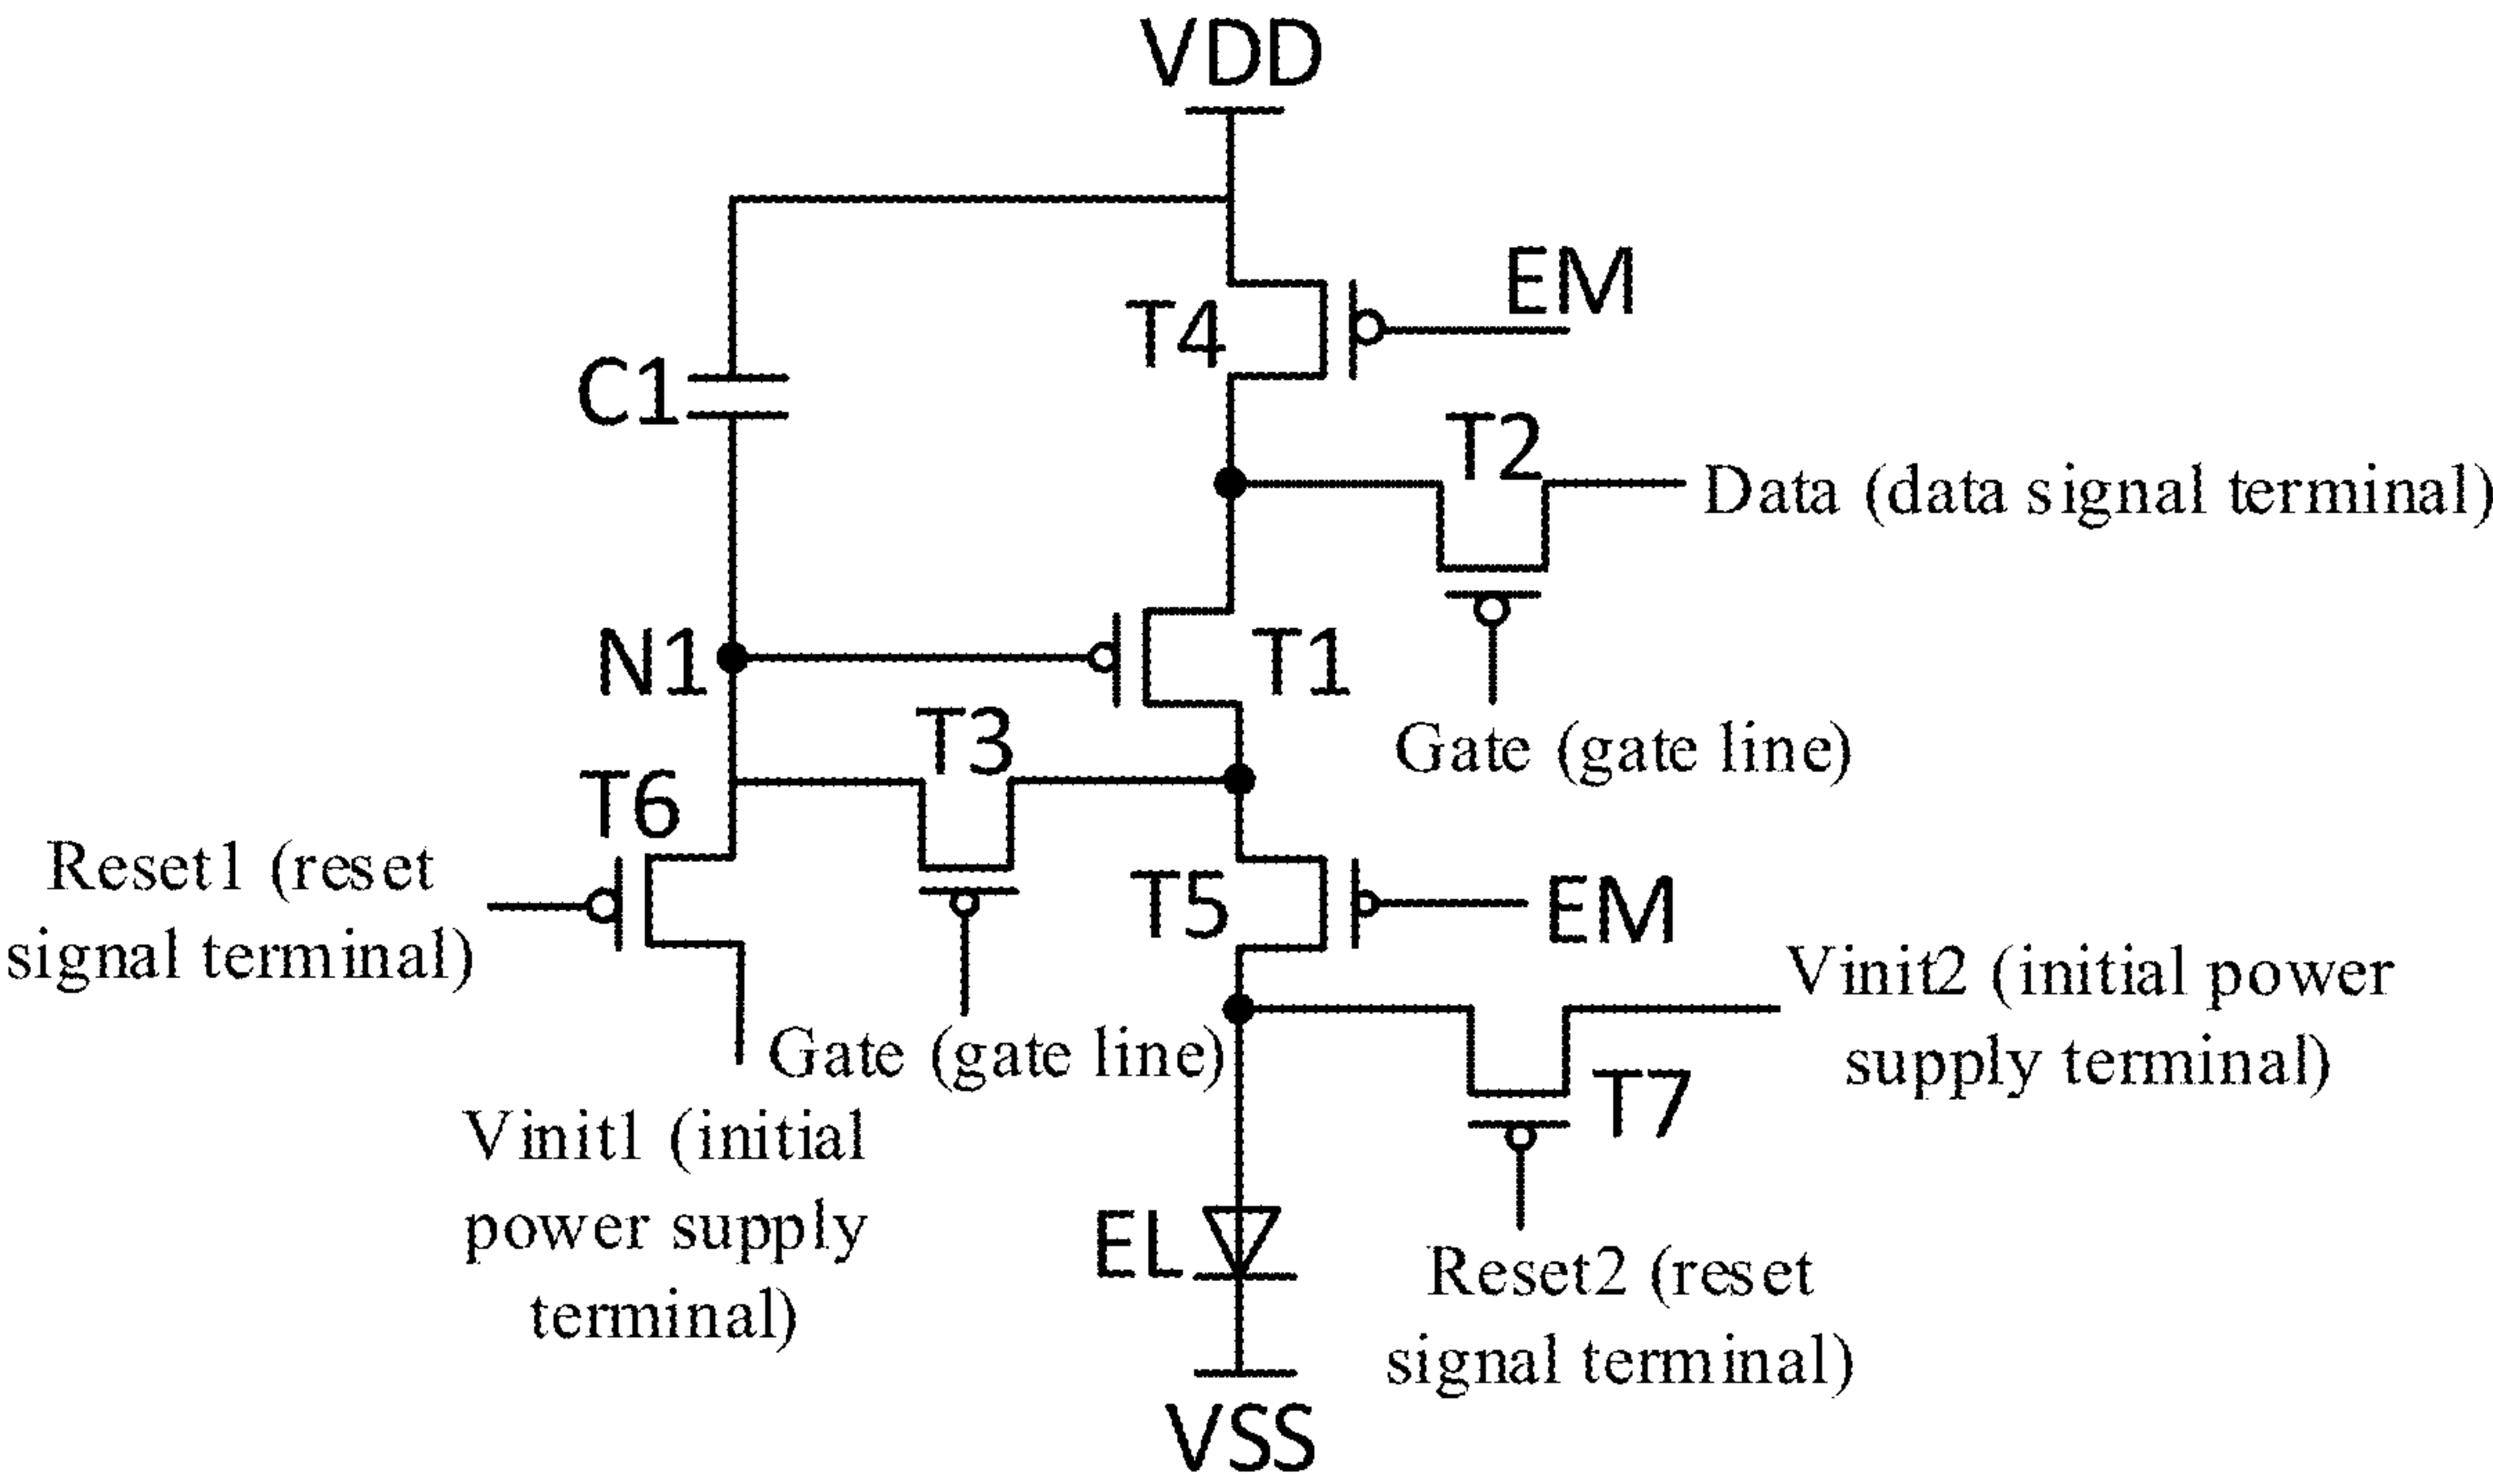 VDD
EM
T4
C1
T2
Data (data signal terminal)
N1
T1
T3
Gate (gate line)
T6
Reset1 (reset
signal terminal)
T5
EM
Vinit2 (initial power
supply terminal)
Gate (gate line)
T7
Vinit1 (initial
power supply
terminal)
EL
Reset2 (reset
signal terminal)
VSS